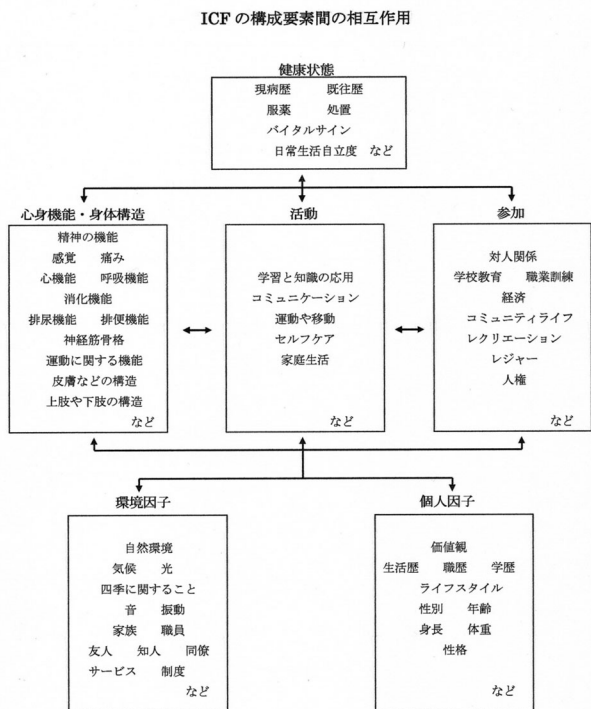 ICFの構成要素間の相互作用
健康状態
現病歴 既往歴
服薬 処置
バイタルサイン
日常生活自立度 など
心身機能・身体構造
精神の機能
感覚 痛み
心機能 呼吸機能
消化機能
排尿機能 排便機能
神経筋骨格
運動に関する機能
皮膚などの構造
上肢や下肢の構造
など
活動
学習と知識の応用
コミュニケーション
運動や移動
セルフケア
家庭生活
など
参加
対人関係
学校教育 職業訓練
経済
コミュニティライフ
レクリエーション
レジャー
人権
など
環境因子
自然環境
気候 光
四季に関すること
音 振動
家族 職員
友人 知人 同僚
サービス 制度
など
個人因子
価値観
生活歴 職歴 学歴
ライフスタイル
性別 年齢
身長 体重
性格
など